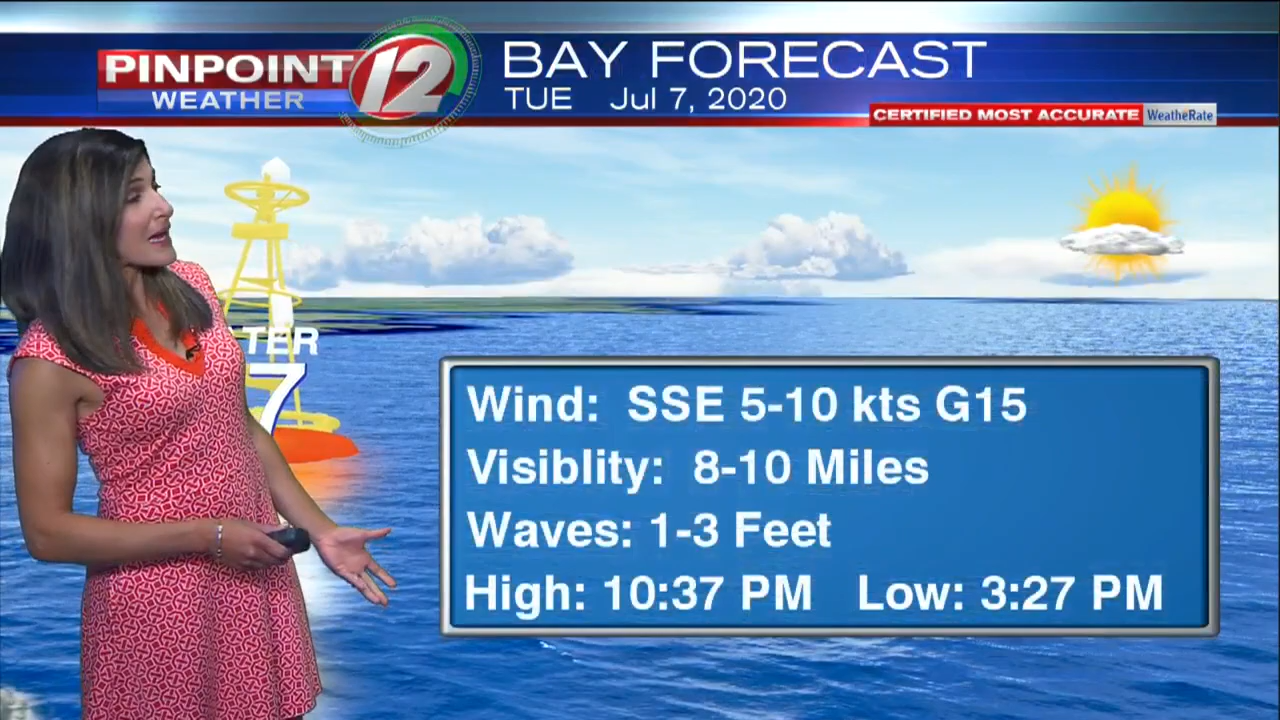 PINPOINT 12
WEATHER
BAY FORECAST
TUE Jul 7, 2020
CERTIFIED MOST ACCURATE WeatheRate
TER
7
Wind: SSE 5-10 kts G15
Visiblity: 8-10 Miles
Waves: 1-3 Feet
High: 10:37 PM Low: 3:27 PM